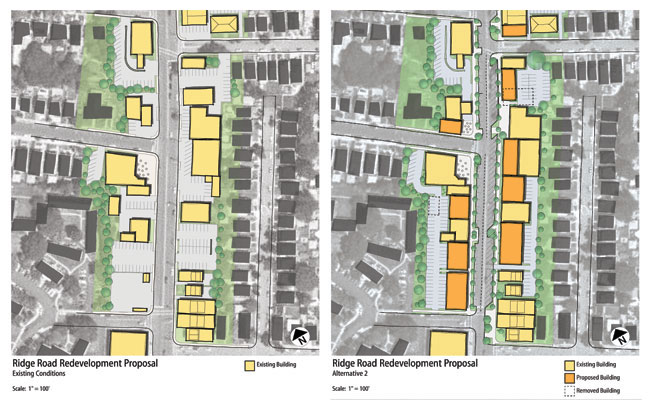 N
Ridge Road Redevelopment Proposal
Existing Conditions
Scale: 1" = 100'
Existing Building
N
Ridge Road Redevelopment Proposal
Alternative 2
Scale: 1" = 100'
Existing Building
Proposed Building
Removed Building